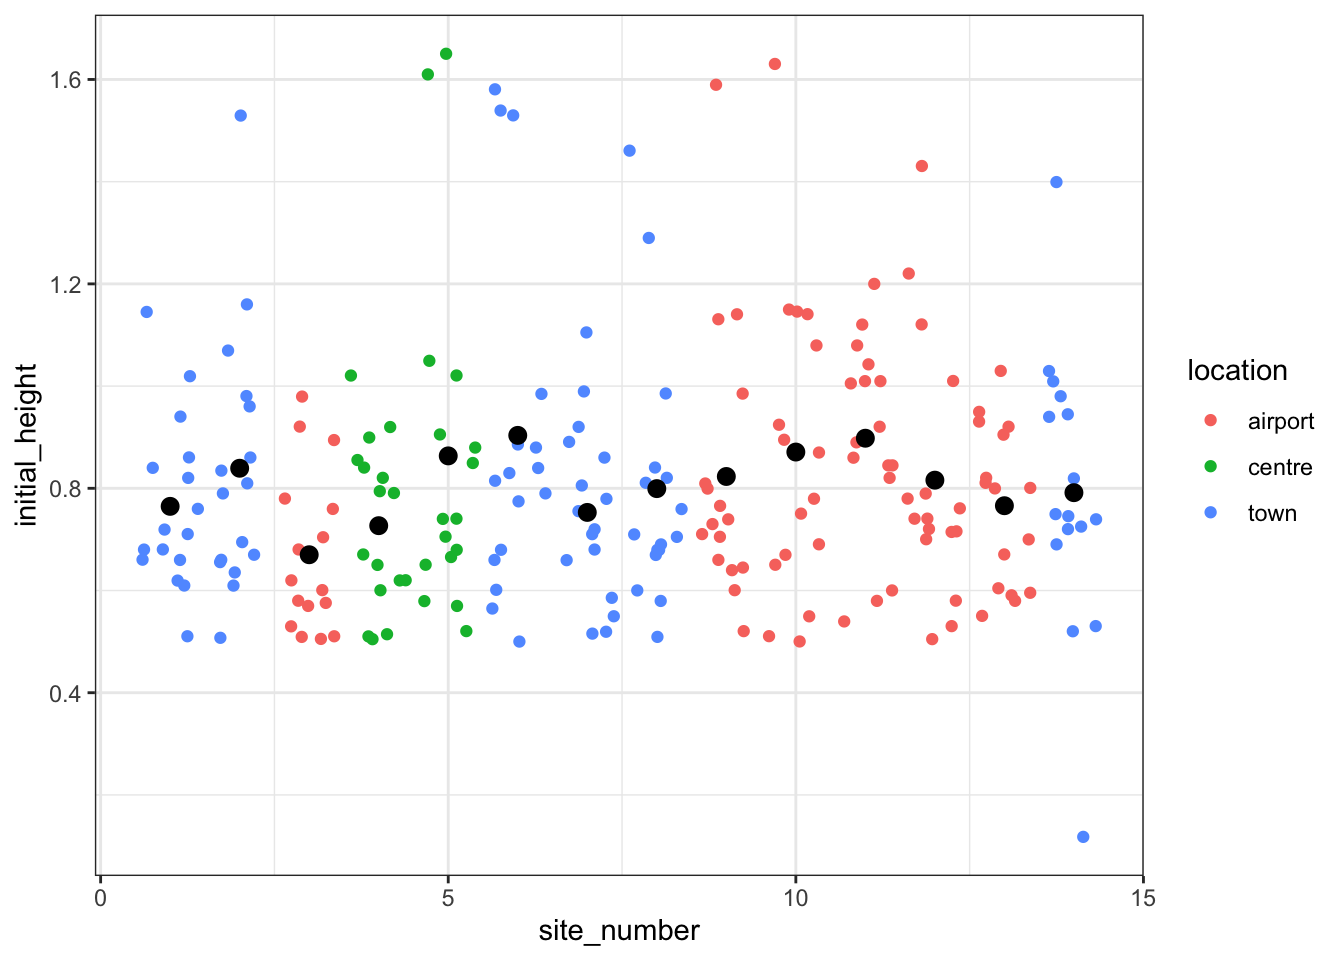 1.6
1.2
0.8
0.4
initial_height
0
5
10
15
site_number
location
airport
centre
town